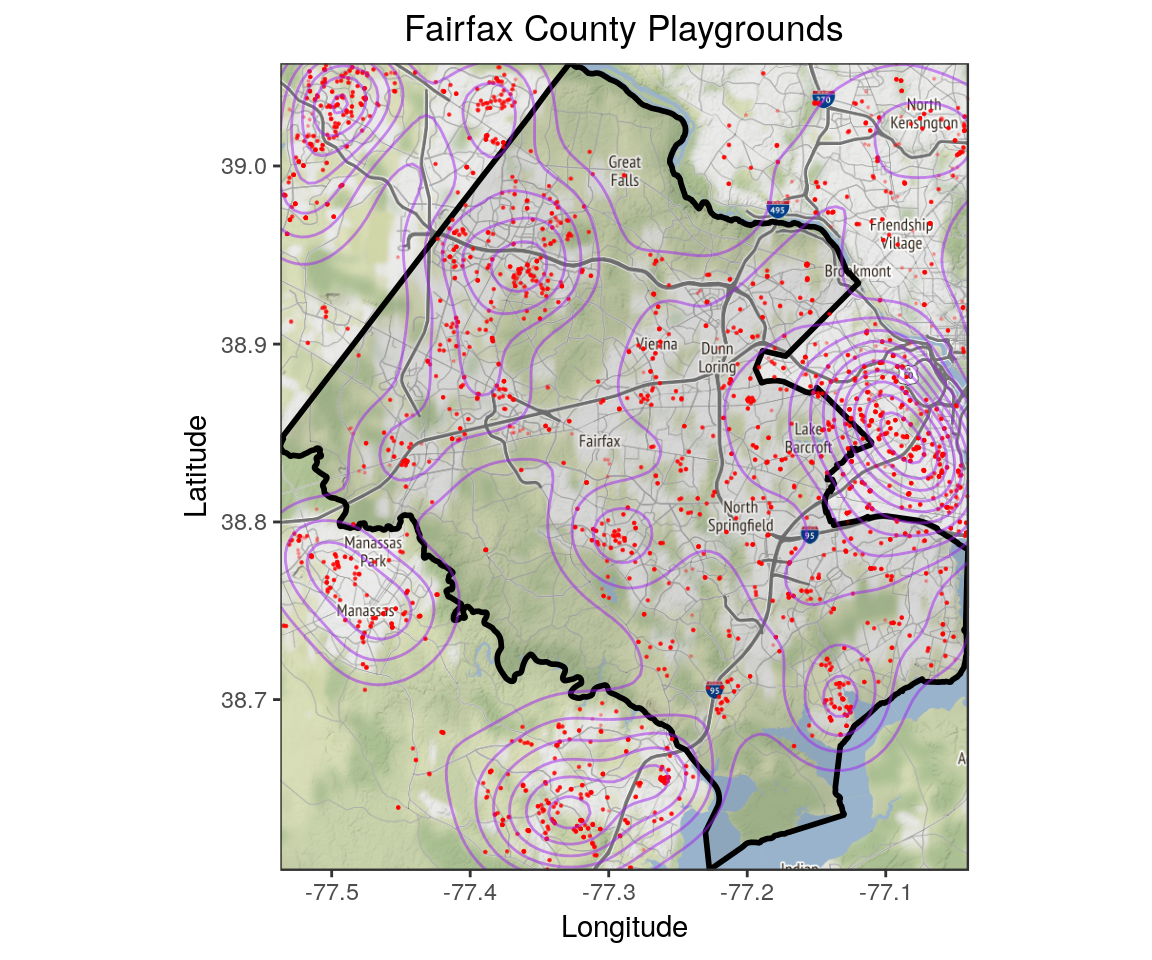 Fairfax County Playgrounds
270
North
Kensington
39.0
Great
Falls
495
Friendship
Village
Brookmont
38.9
Vienna
Dunn
Loring
Lake
Barcroft
Fairfax
Latitude
38.8
North
Springfield
95
Manassas
Park
Manassas
38.7
95
A
Indian
-77.5
-77.4
-77.3
-77.2
-77.1
Longitude